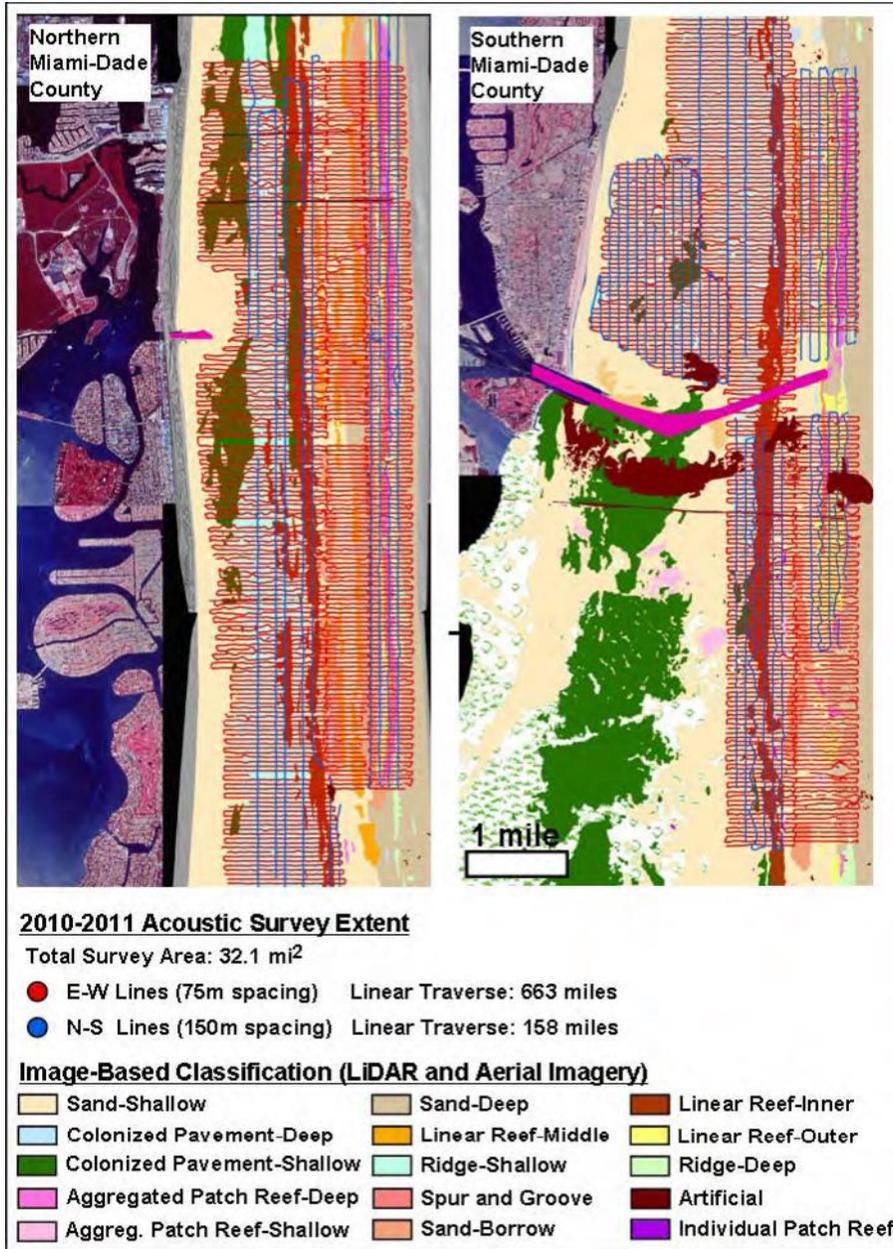 Northern
Miami-Dade
County
Southern
Miami-Dade
County
1 mile
2010-2011 Acoustic Survey Extent
Total Survey Area: 32.1 mi²
E-W Lines (75m spacing) Linear Traverse: 663 miles
N-S Lines (150m spacing) Linear Traverse: 158 miles
Image-Based Classification (LiDAR and Aerial Imagery)
Sand-Shallow Sand-Deep Linear Reef-Inner
Colonized Pavement-Deep Linear Reef-Middle Linear Reef-Outer
Colonized Pavement-Shallow Ridge-Shallow Ridge-Deep
Aggregated Patch Reef-Deep Spur and Groove Artificial
Aggreg. Patch Reef-Shallow Sand-Borrow Individual Patch Reef